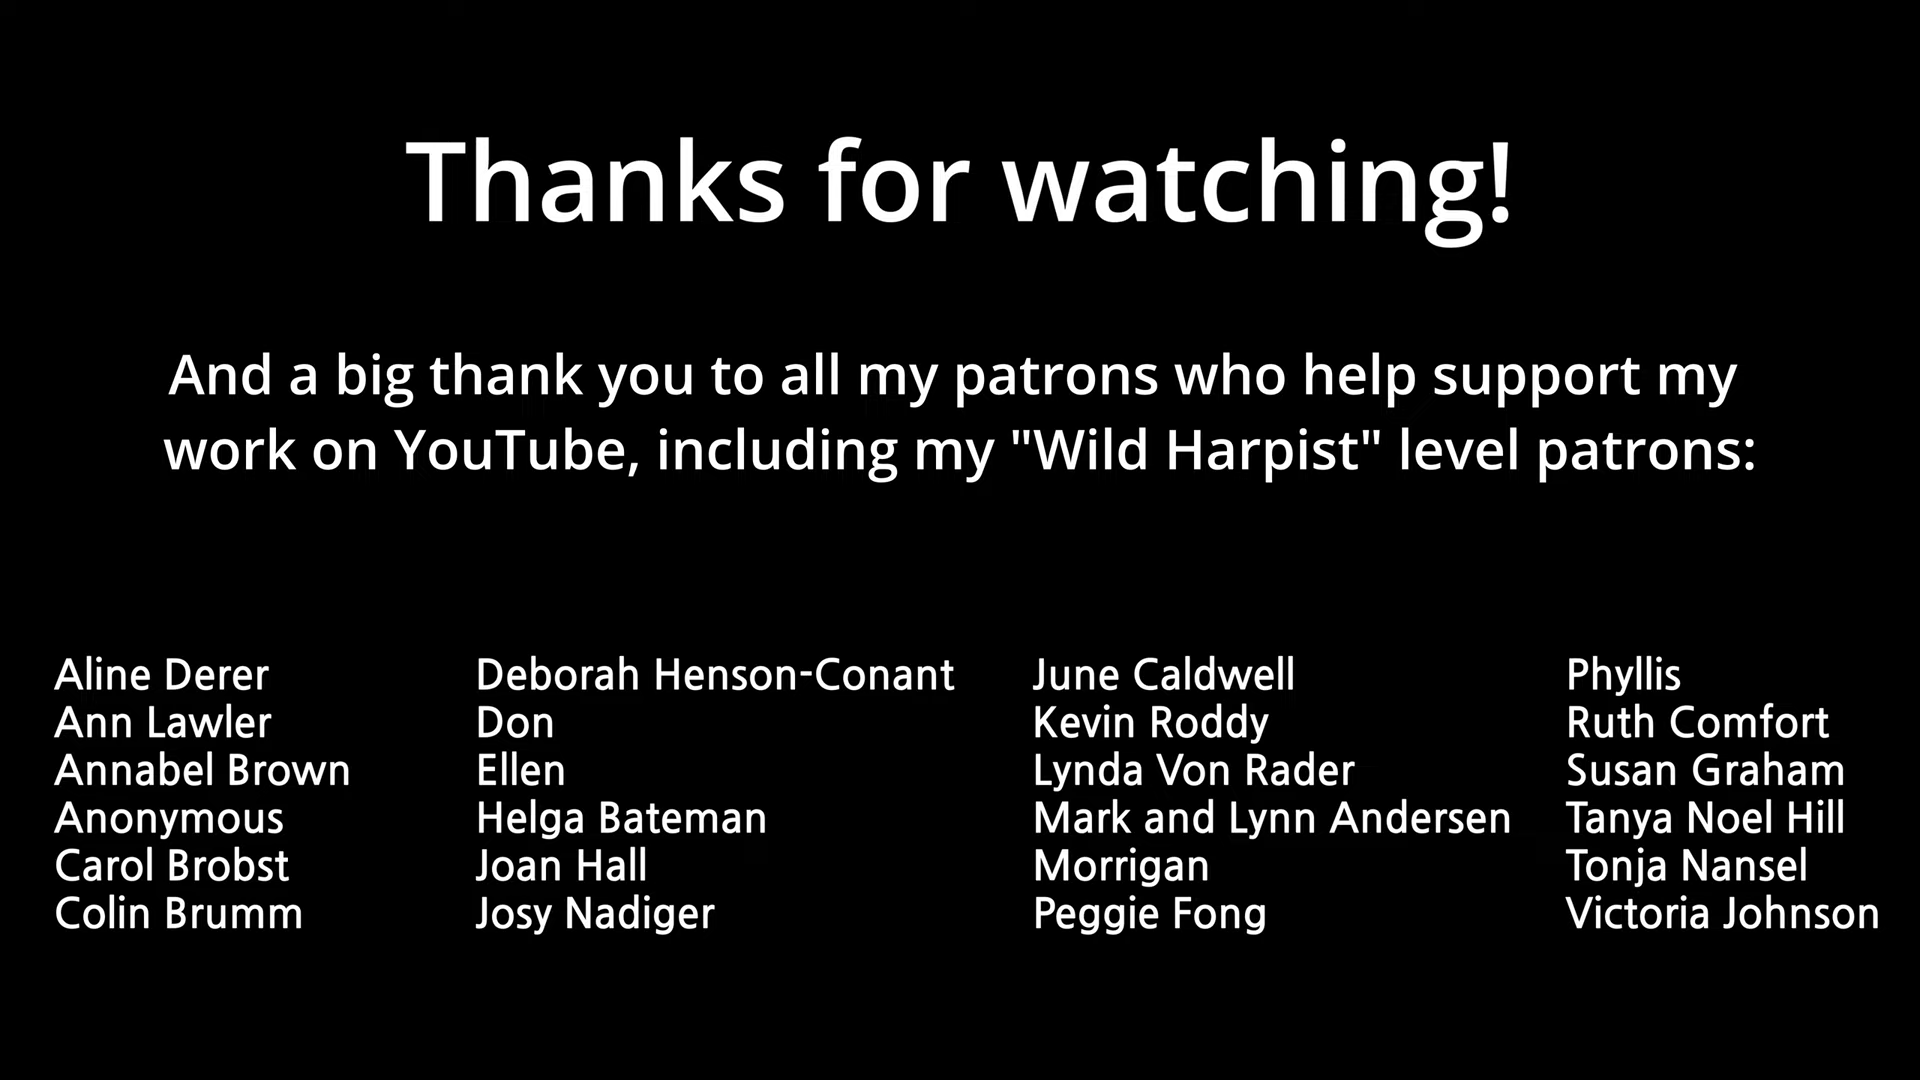 Thanks for watching!
And a big thank you to all my patrons who help support my
work on YouTube, including my "Wild Harpist" level patrons:
Aline Derer
Ann Lawler
Annabel Brown
Anonymous
Carol Brobst
Colin Brumm
Deborah Henson-Conant
Don
Ellen
Helga Bateman
Joan Hall
Josy Nadiger
June Caldwell
Kevin Roddy
Lynda Von Rader
Mark and Lynn Andersen
Morrigan
Peggie Fong
Phyllis
Ruth Comfort
Susan Graham
Tanya Noel Hill
Tonja Nansel
Victoria Johnson